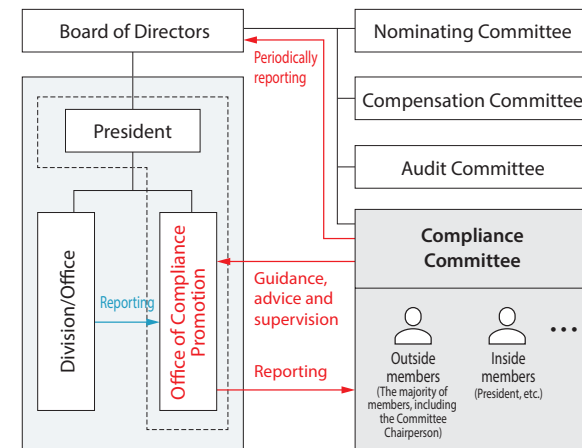 Board of Directors
Nominating Committee
Periodically
reporting
Compensation Committee
President
Audit Committee
Compliance
Committee
Division/Office
Reporting
Office of Compliance
Promotion
Guidance,
advice and
supervision
Reporting
Outside
members
(The majority of
members, including
the Committee
Chairperson)
Inside
members
(President, etc.)
...